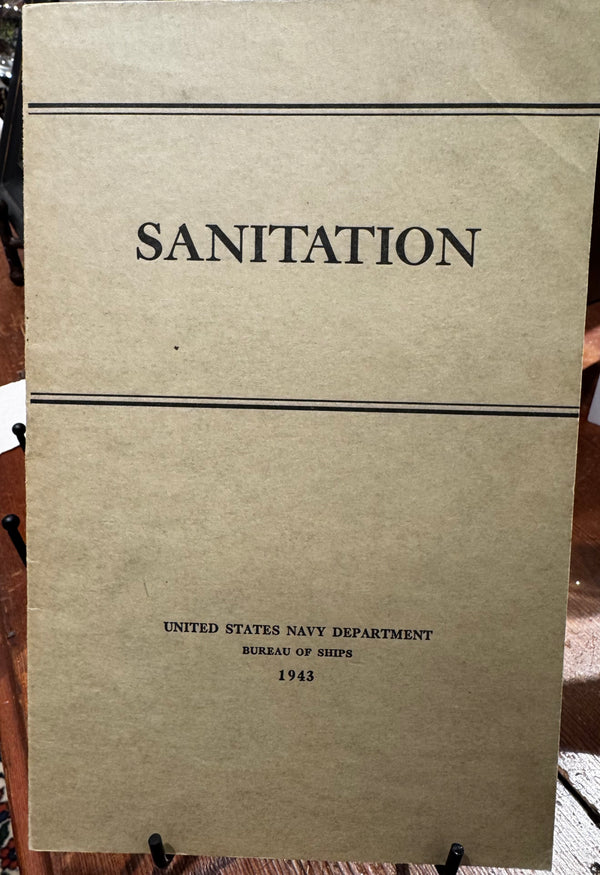 SANITATION
UNITED STATES NAVY DEPARTMENT
BUREAU OF SHIPS
1943